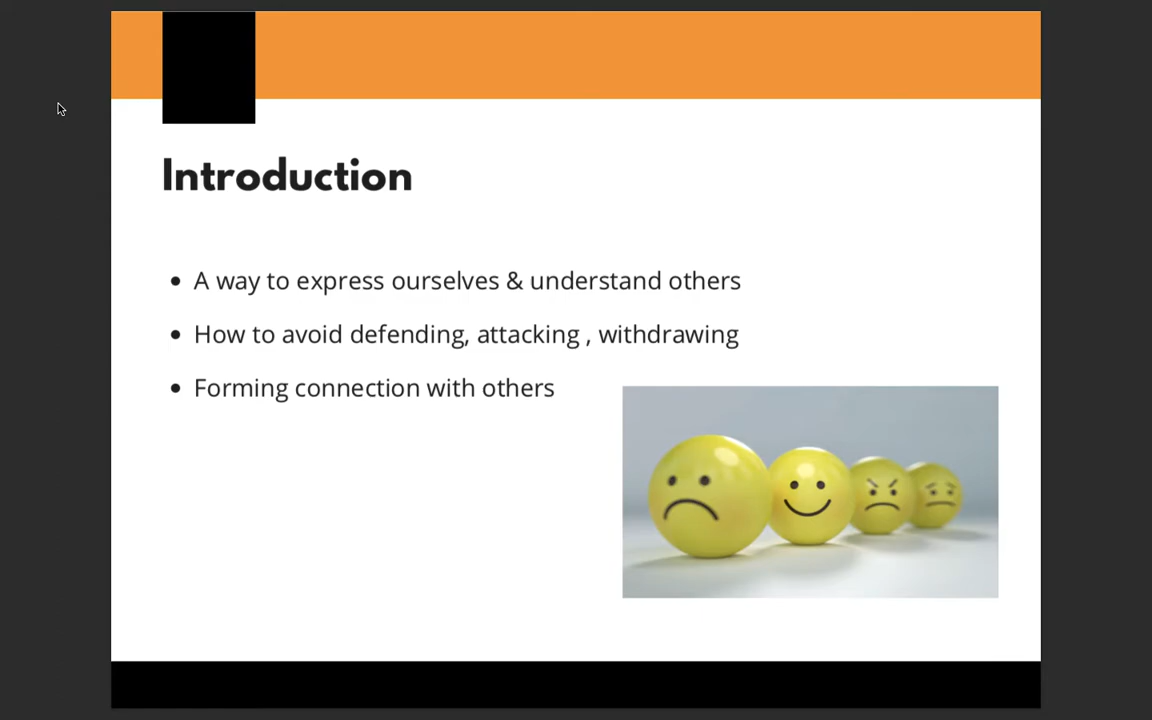 Introduction
• A way to express ourselves & understand others
• How to avoid defending, attacking , withdrawing
• Forming connection with others